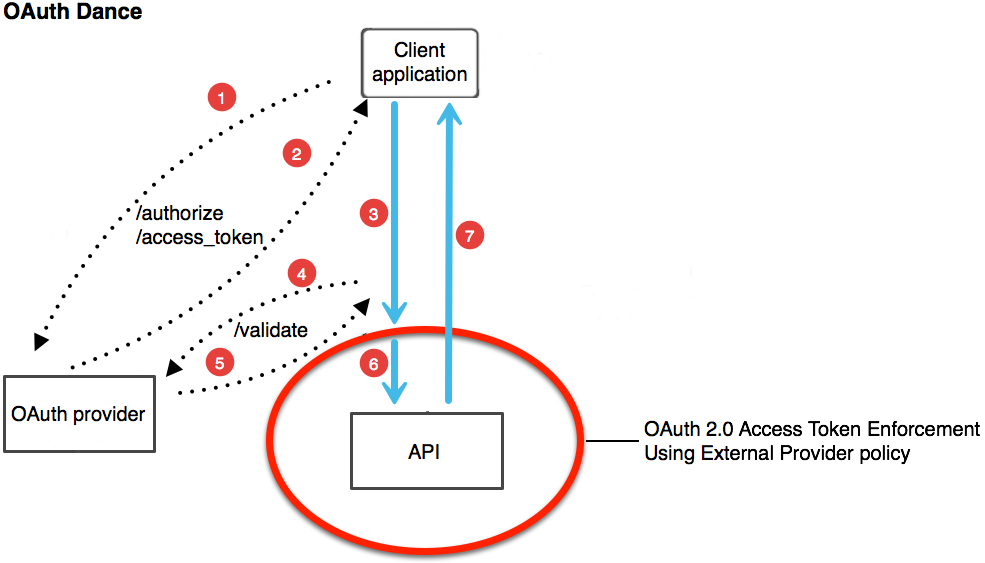 OAuth Dance
Client
application
1
2
/authorize
/access_token
3
7
4
/validate
5
6
OAuth provider
API
OAuth 2.0 Access Token Enforcement
Using External Provider policy